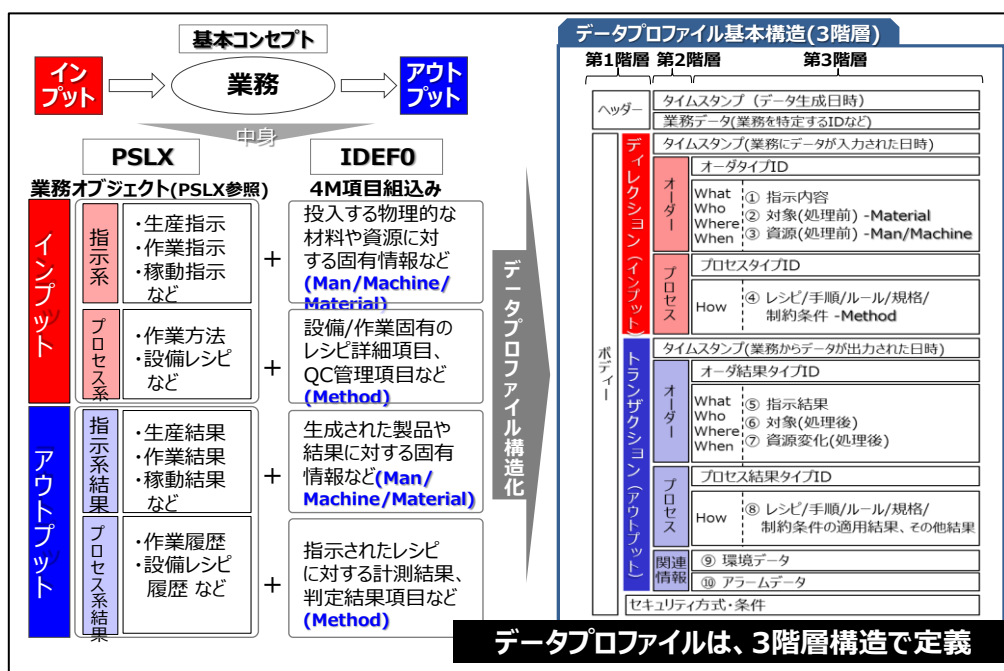 基本コンセプト
イン
プット
業務
アウト
プット
中身
PSLX
IDEF0
業務オブジェクト(PSLX参照)
4M項目組込み
インプット
指示系
・生産指示
・作業指示
・稼動指示
など
+
投入する物理的な
材料や資源に対
する固有情報など
(Man/Machine/
Material)
プロセス系
・作業方法
・設備レシピ
など
+
設備/作業固有の
レシピ詳細項目、
QC管理項目など
(Method)
アウトプット
指示系結果
・生産結果
・作業結果
・稼動結果
など
+
生成された製品や
結果に対する固有
情報など(Man/
Machine/Material)
プロセス系結果
・作業履歴
・設備レシピ
履歴 など
+
指示されたレシピ
に対する計測結果、
判定結果項目など
(Method)
データプロファイル構造化
データプロファイル基本構造(3階層)
第1階層 第2階層 第3階層
ヘッダー
タイムスタンプ（データ生成日時）
業務データ(業務を特定するIDなど)
ボディー
ディレクション(インプット)
タイムスタンプ(業務にデータが入力された日時)
オーダー
オーダタイプID
What
Who
Where
When
① 指示内容
② 対象(処理前) -Material
③ 資源(処理前) -Man/Machine
プロセス
プロセスタイプID
How
④ レシピ/手順/ルール/規格/
制約条件 -Method
トランザクション(アウトプット)
タイムスタンプ(業務からデータが出力された日時)
オーダー
オーダ結果タイプID
What
Who
Where
When
⑤ 指示結果
⑥ 対象(処理後)
⑦ 資源変化(処理後)
プロセス
プロセス結果タイプID
How
⑧ レシピ/手順/ルール/規格/
制約条件の適用結果、その他結果
関連
情報
⑨ 環境データ
⑩ アラームデータ
セキュリティ方式・条件
データプロファイルは、3階層構造で定義